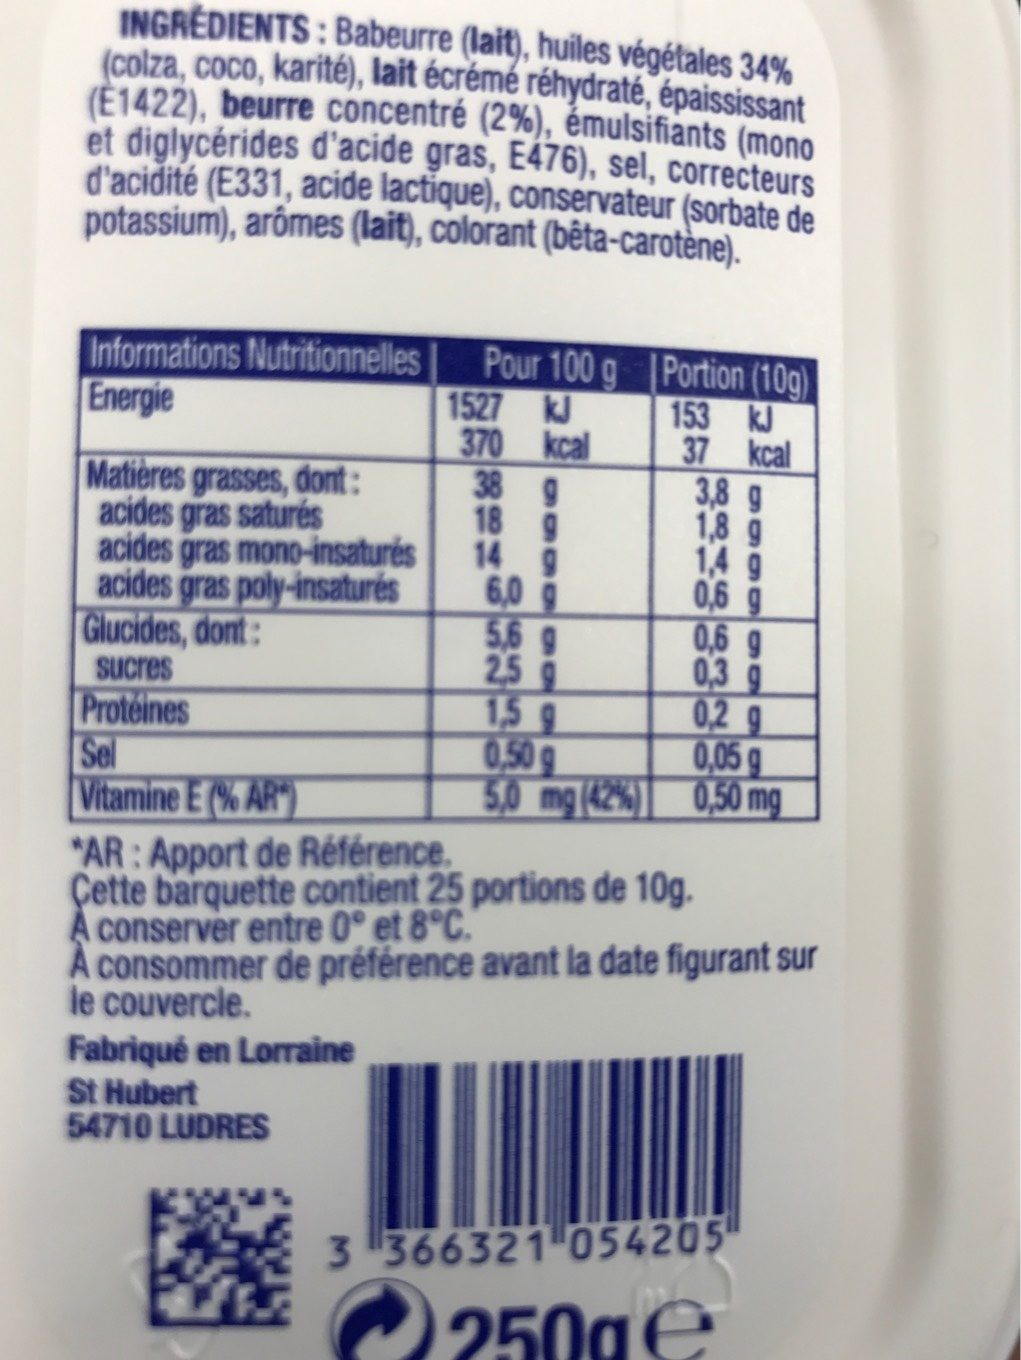 INGRÉDIENTS : Babeurre (lait), huiles végétales 34%
(colza, coco, karité), lait écrémé réhydraté, épaississant
(E1422), beurre concentré (2%), émulsifiants (mono
et diglycérides d'acide gras, E476), sel, correcteurs
d'acidité (E331, acide lactique), conservateur (sorbate de
potassium), arômes (lait), colorant (bêta-carotène).
Informations Nutritionnelles Pour 100 g Portion (10g)
Energie 1527 kJ 153 kJ
370 kcal 37 kcal
Matières grasses, dont : 38 g 3,8 g
acides gras saturés 18 g 1,8 g
acides gras mono-insaturés 14 g 1,4 g
acides gras poly-insaturés 6,0 g 0,6 g
Glucides, dont : 5,6 g 0,6 g
sucres 2,5 g 0,3 g
Protéines 1,5 g 0,2 g
Sel 0,50 g 0,05 g
Vitamine E (% AR*) 5,0 mg (42%) 0,50 mg
*AR : Apport de Référence.
Cette barquette contient 25 portions de 10g.
À conserver entre 0° et 8°C.
À consommer de préférence avant la date figurant sur
le couvercle.
Fabriqué en Lorraine
St Hubert
54710 LUDRES
3 366321 054205
250g e